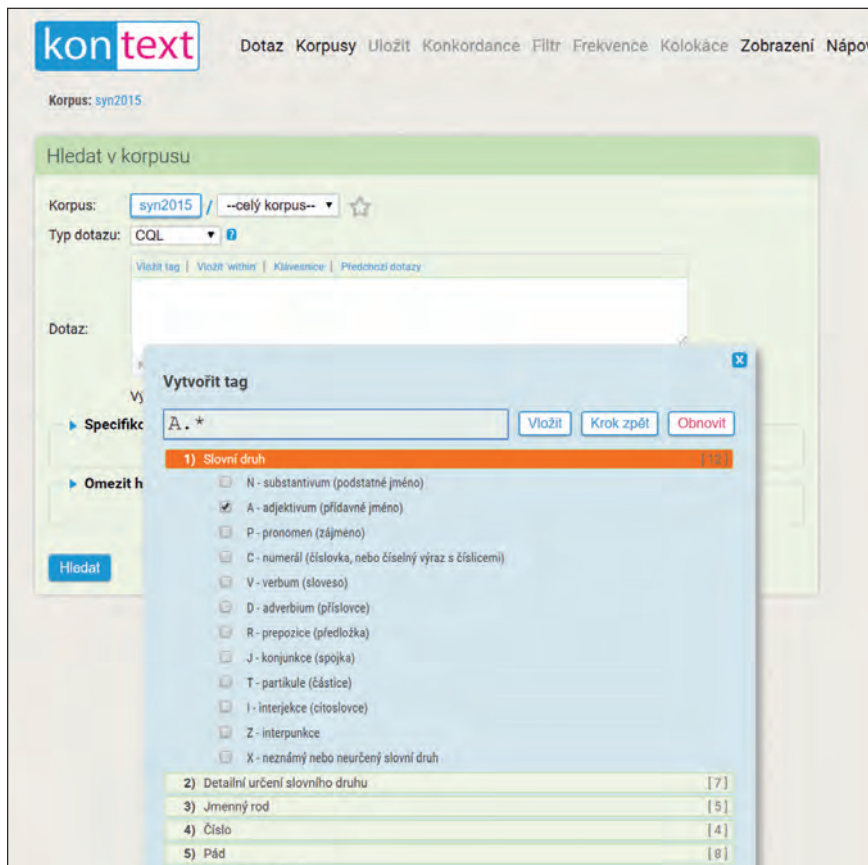 kontext
Dotaz Korpusy Uložit Konkordance Filtr Frekvence Kolokace Zobrazení Nápov
Korpus: syn2015
Hledat v korpusu
Korpus: syn2015 / --celý korpus--
Typ dotazu: CQL ?
Vložit tag | Vložit 'within' | Klávesnice | Předchozí dotazy
Dotaz:
x
Vytvořit tag
Vy
Specifiko A.* Vložit Krok zpět Obnovit
1) Slovní druh [12]
Omezit h
N - substantivum (podstatné jméno)
A - adjektivum (přídavné jméno)
P - pronomen (zájmeno)
C - numerál (číslovka, nebo číselný výraz s číslicemi)
Hledat
V - verbum (sloveso)
D - adverbium (příslovce)
R - prepozice (předložka)
J - konjunkce (spojka)
T - partikule (částice)
I - interjekce (citoslovce)
Z - interpunkce
X - neznámý nebo neurčený slovní druh
2) Detailní určení slovního druhu [7]
3) Jmenný rod [5]
4) Číslo [4]
5) Pád [8]